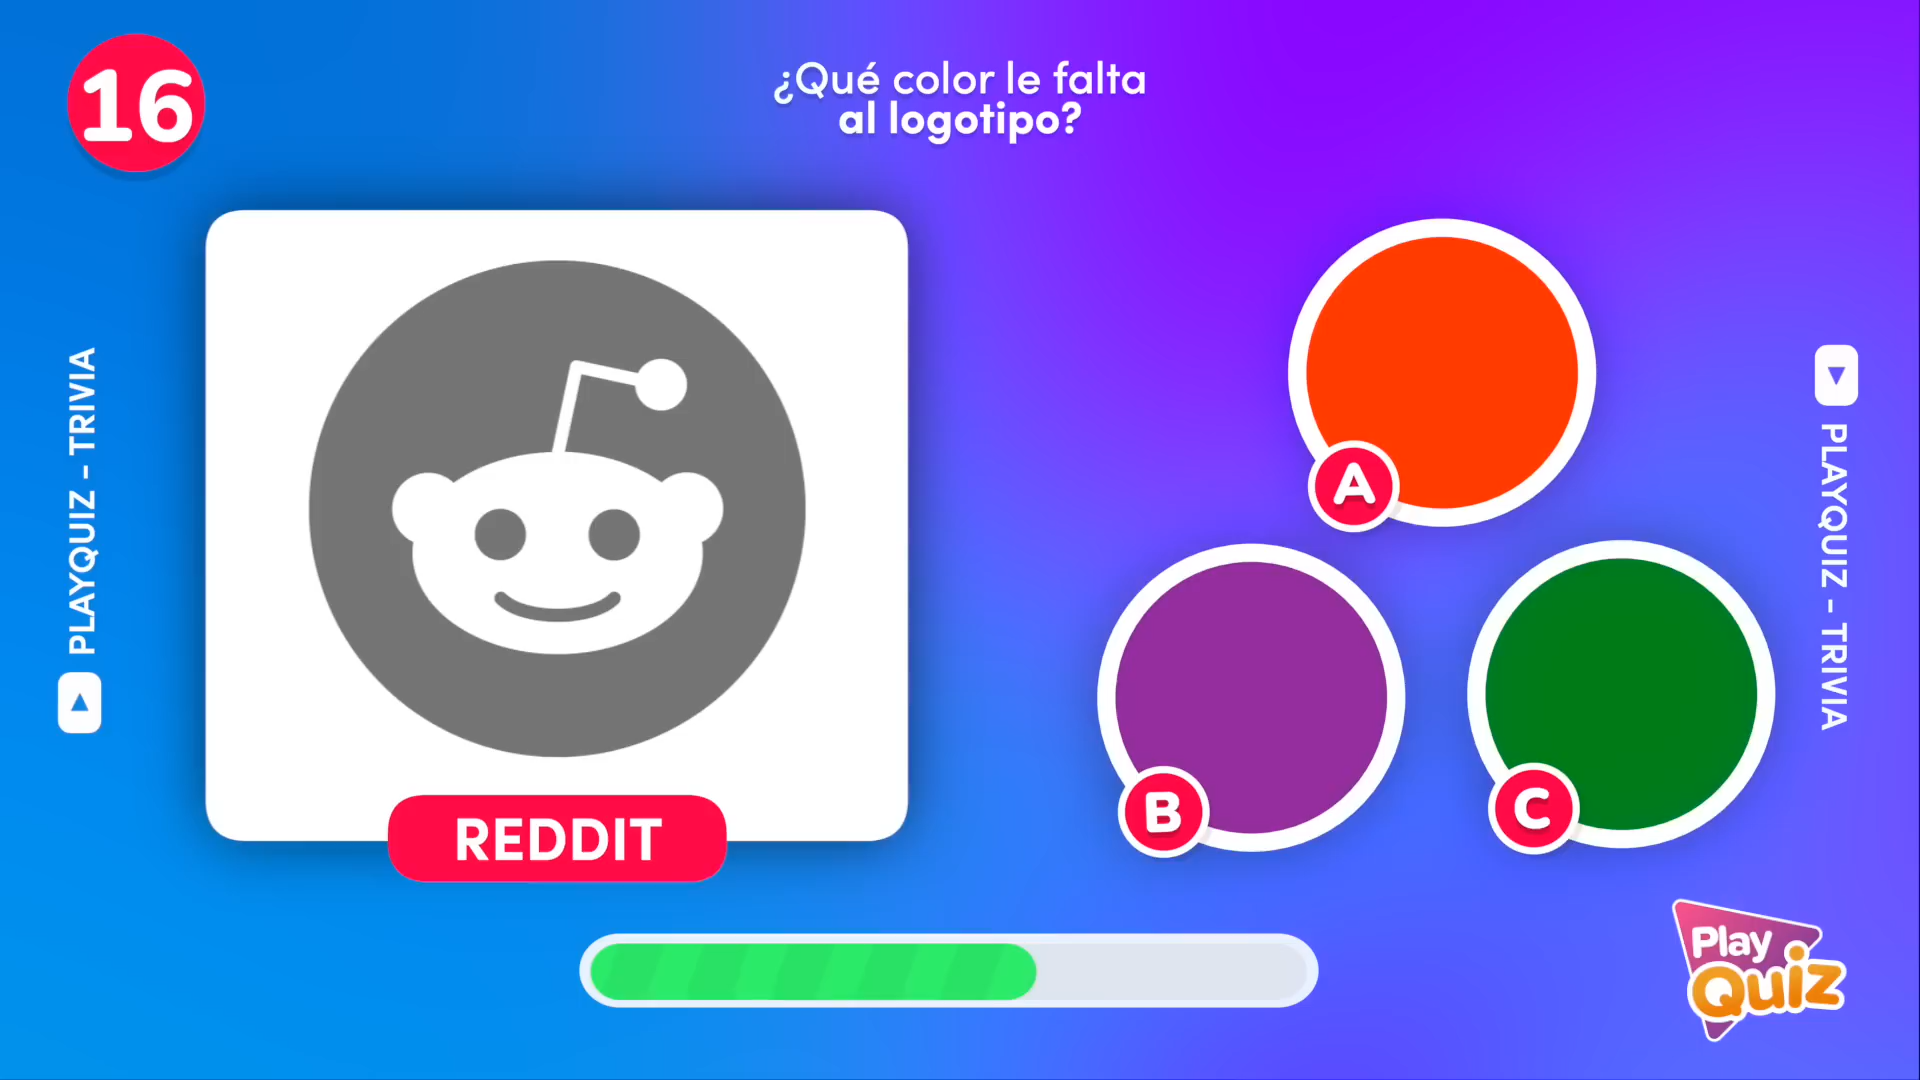 16
¿Qué color le falta
al logotipo?
PLAYQUIZ - TRIVIA
REDDIT
A
B
C
PLAYQUIZ - TRIVIA
Play
Quiz